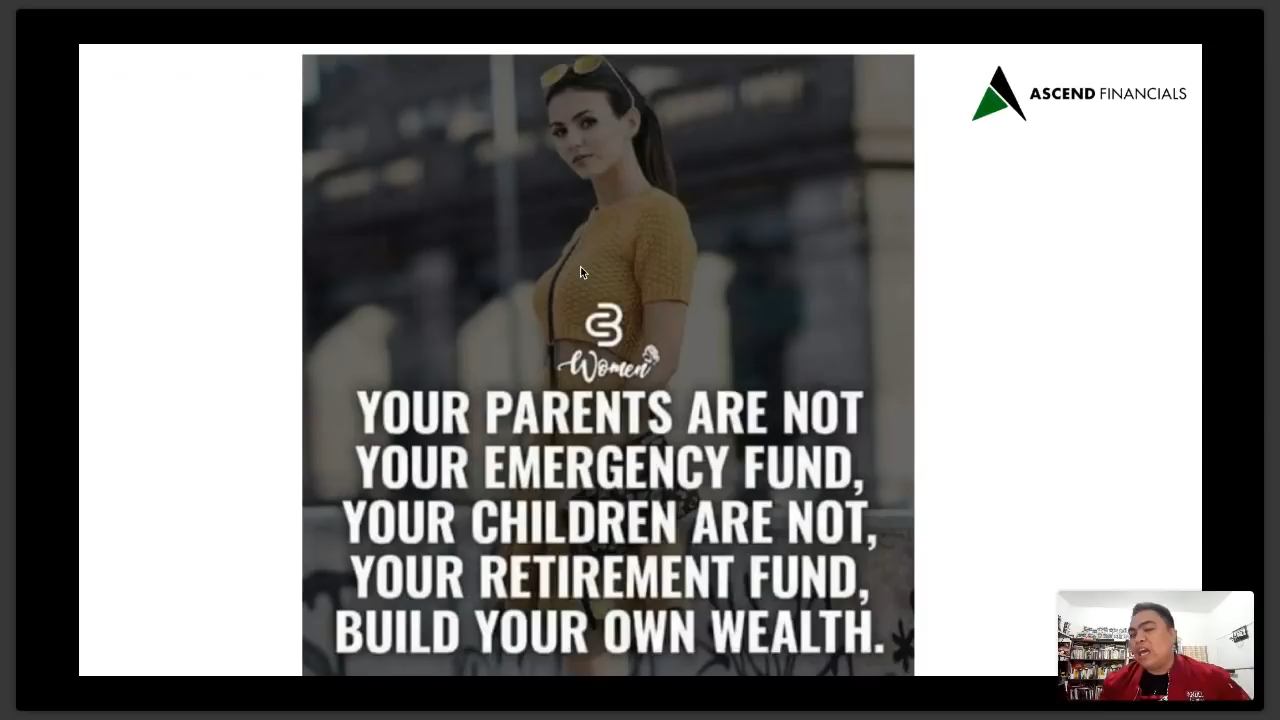 ASCEND FINANCIALS
Women
YOUR PARENTS ARE NOT
YOUR EMERGENCY FUND,
YOUR CHILDREN ARE NOT,
YOUR RETIREMENT FUND,
BUILD YOUR OWN WEALTH.